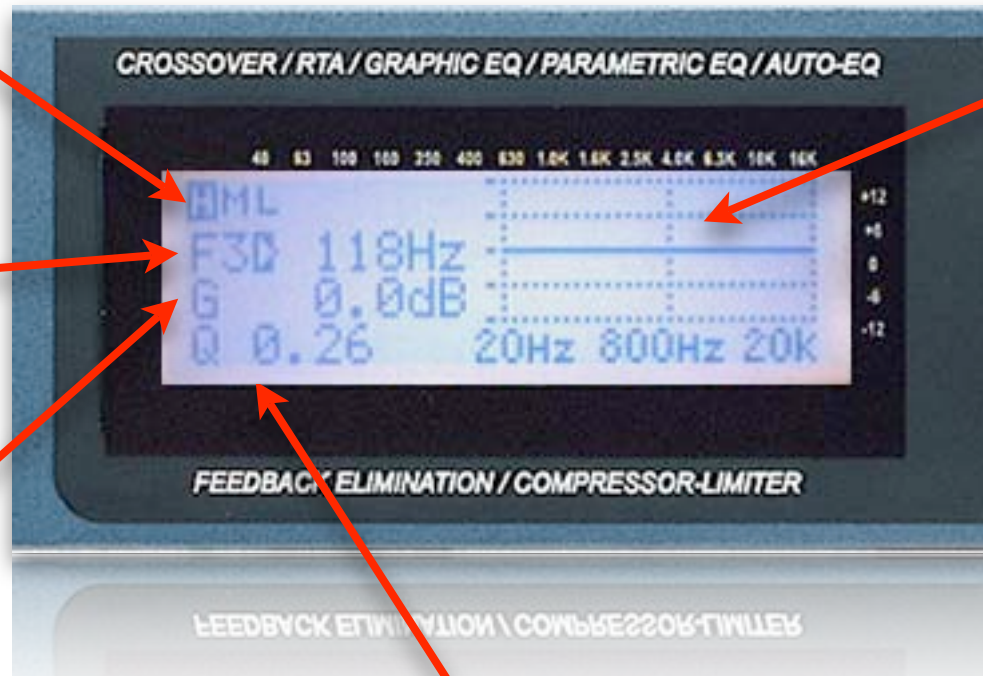 CROSSOVER / RTA / GRAPHIC EQ / PARAMETRIC EQ / AUTO-EQ
40 63 100 160 250 400 630 1.0K 1.6K 2.5K 4.0K 6.3K 10K 16K
HML
F3 118Hz
G 0.0dB
Q 0.26
20Hz 800Hz 20K
+12
+6
0
-6
-12
FEEDBACK ELIMINATION / COMPRESSOR-LIMITER